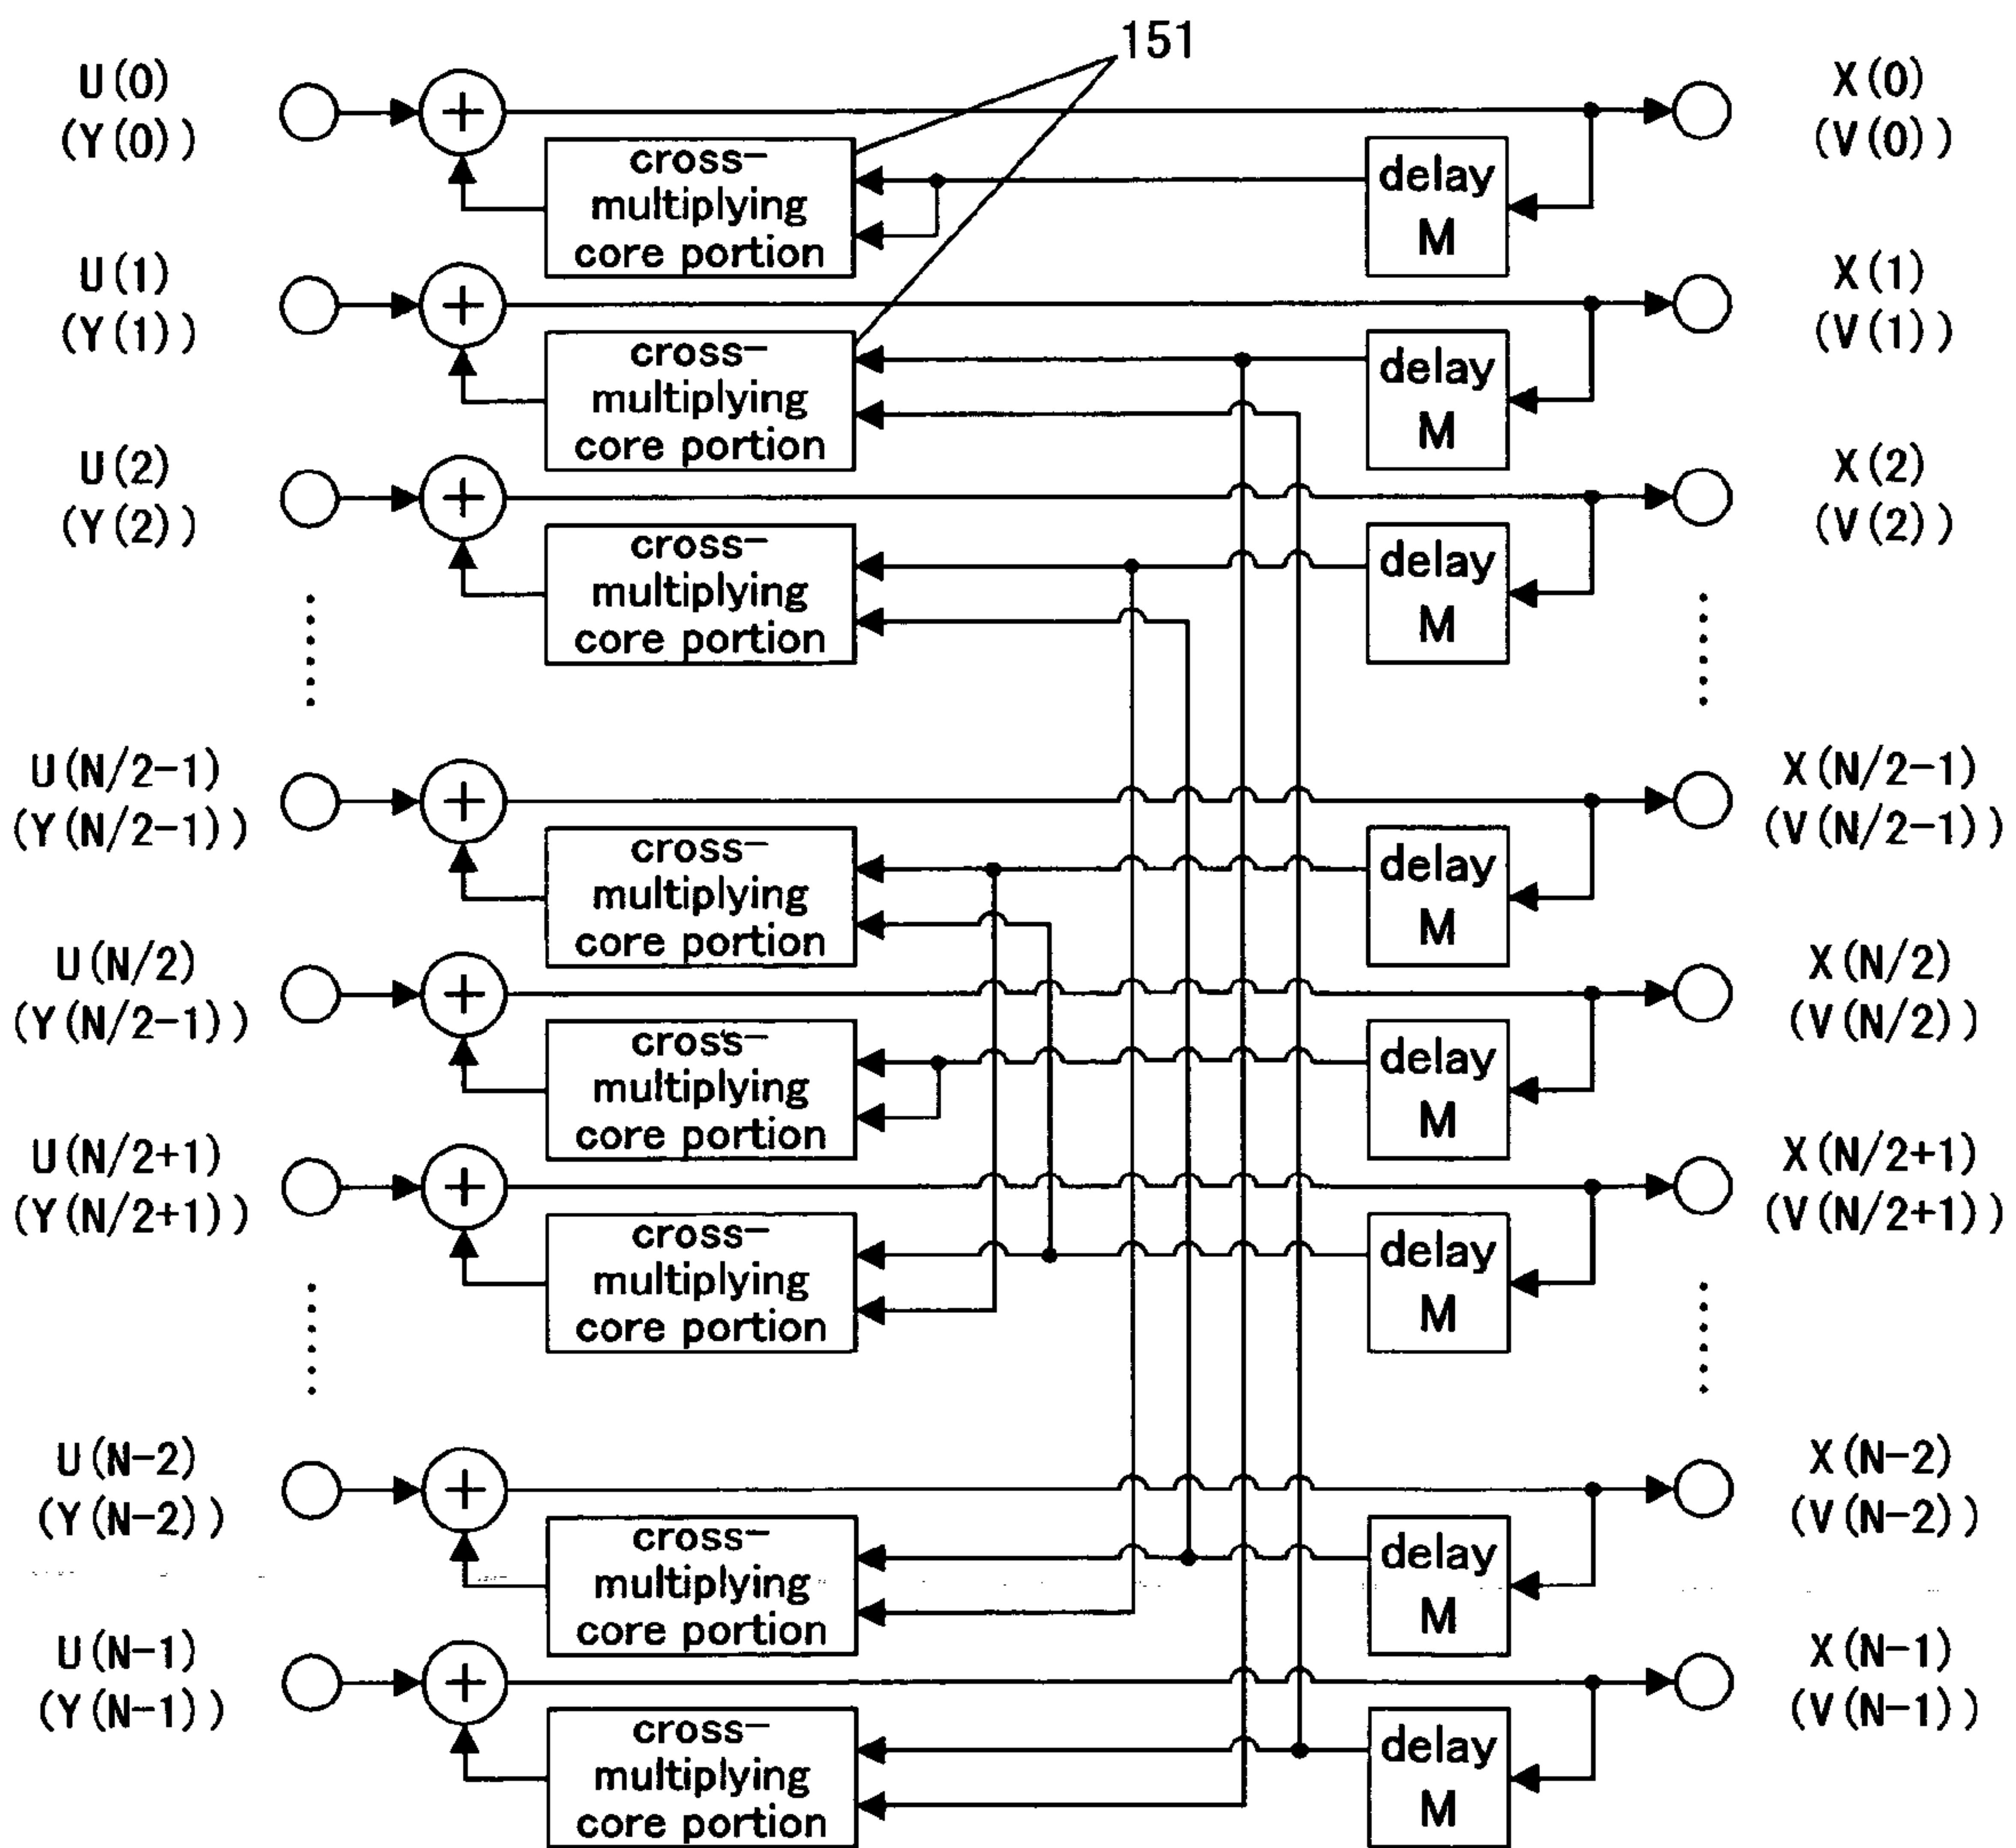 151
U(0)
(Y(0))
+
cross-
multiplying
core portion
delay
M
X(0)
(V(0))
U(1)
(Y(1))
+
cross-
multiplying
core portion
delay
M
X(1)
(V(1))
U(2)
(Y(2))
+
cross-
multiplying
core portion
delay
M
X(2)
(V(2))
U(N/2-1)
(Y(N/2-1))
+
cross-
multiplying
core portion
delay
M
X(N/2-1)
(V(N/2-1))
U(N/2)
(Y(N/2-1))
+
cross-
multiplying
core portion
delay
M
X(N/2)
(V(N/2))
U(N/2+1)
(Y(N/2+1))
+
cross-
multiplying
core portion
delay
M
X(N/2+1)
(V(N/2+1))
U(N-2)
(Y(N-2))
+
cross-
multiplying
core portion
delay
M
X(N-2)
(V(N-2))
U(N-1)
(Y(N-1))
+
cross-
multiplying
core portion
delay
M
X(N-1)
(V(N-1))